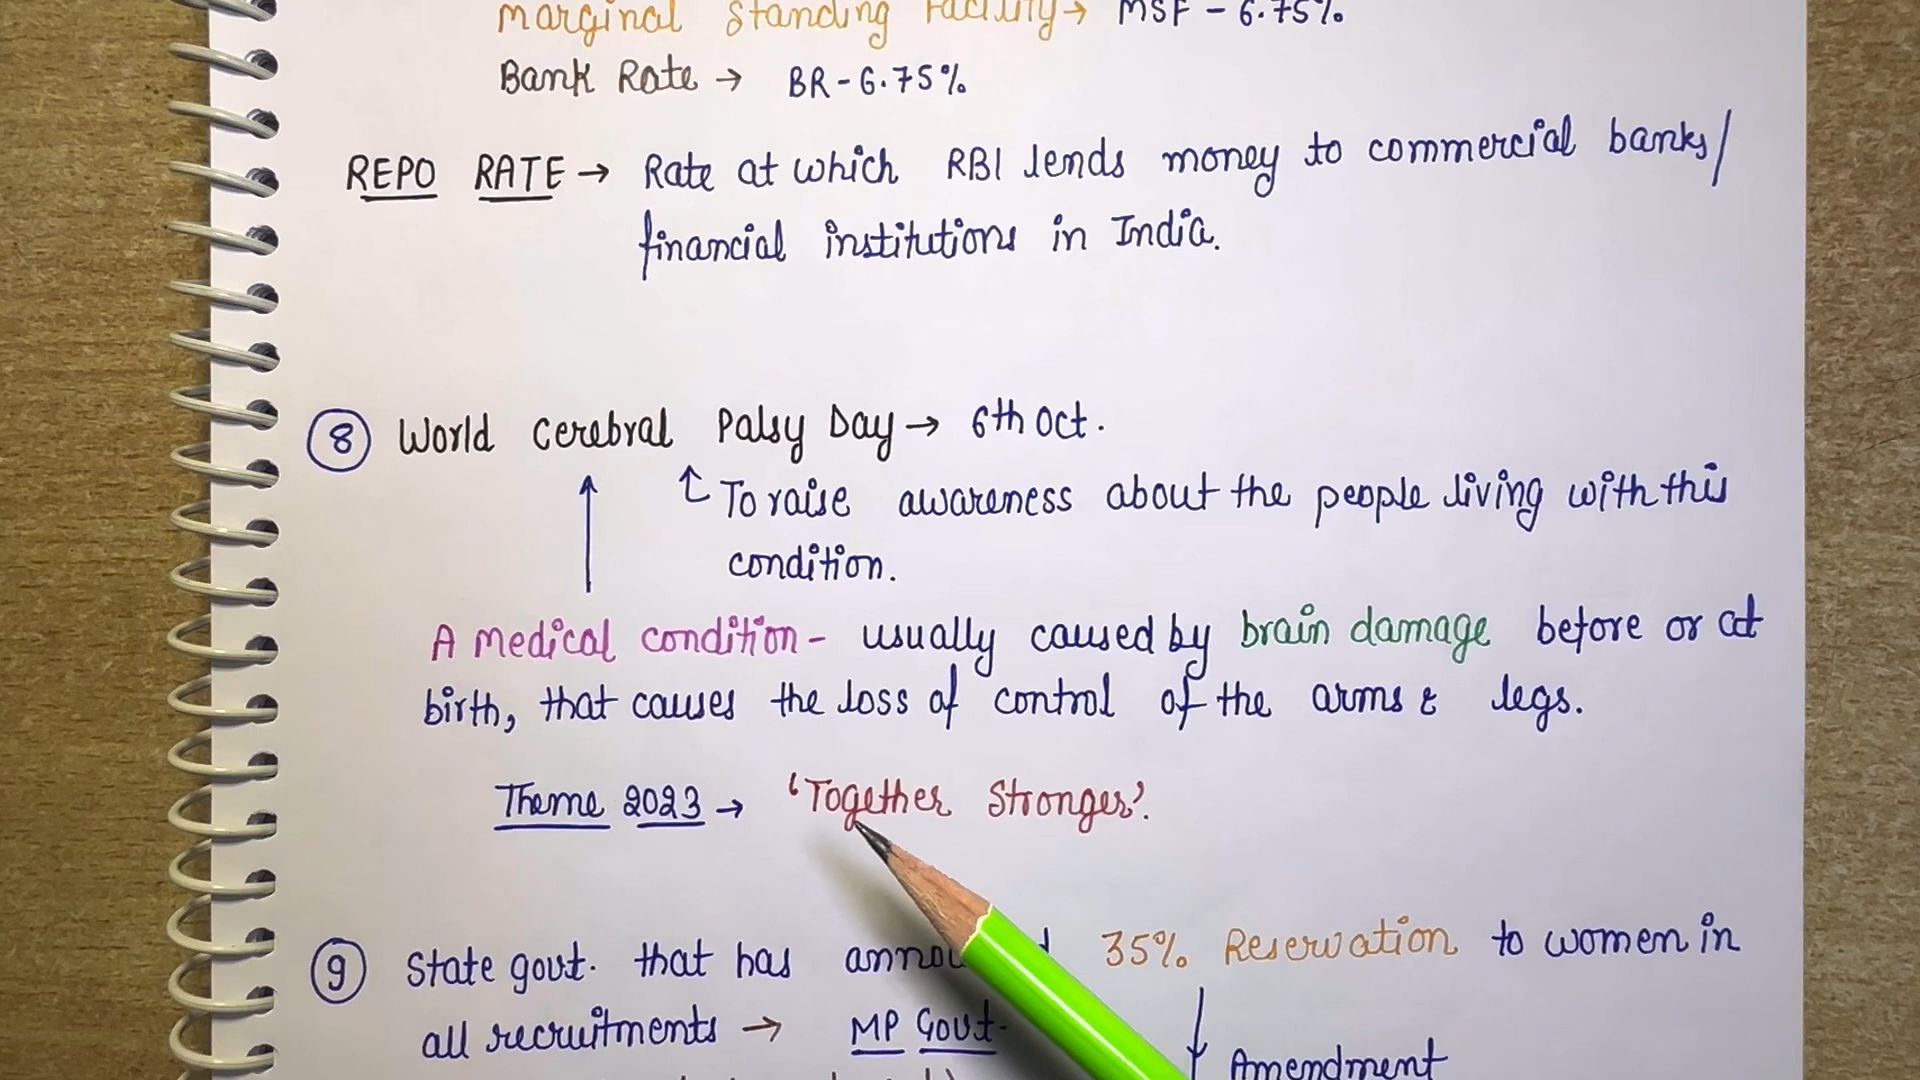 Marginal Standing Facility → MSF - 6.75%
Bank Rate → BR - 6.75%
REPO RATE → Rate at which RBI lends money to commercial banks/
financial institutions in India.
8 World Cerebral Palsy Day → 6th Oct.
To raise awareness about the people living with this
condition.
A medical condition - usually caused by brain damage before or at
birth, that causes the loss of control of the arms & legs.
Theme 2023 → 'Together Stronger'.
9 State govt. that has 35% Reservation to women in
all recruitments → MP Govt.
Amendment